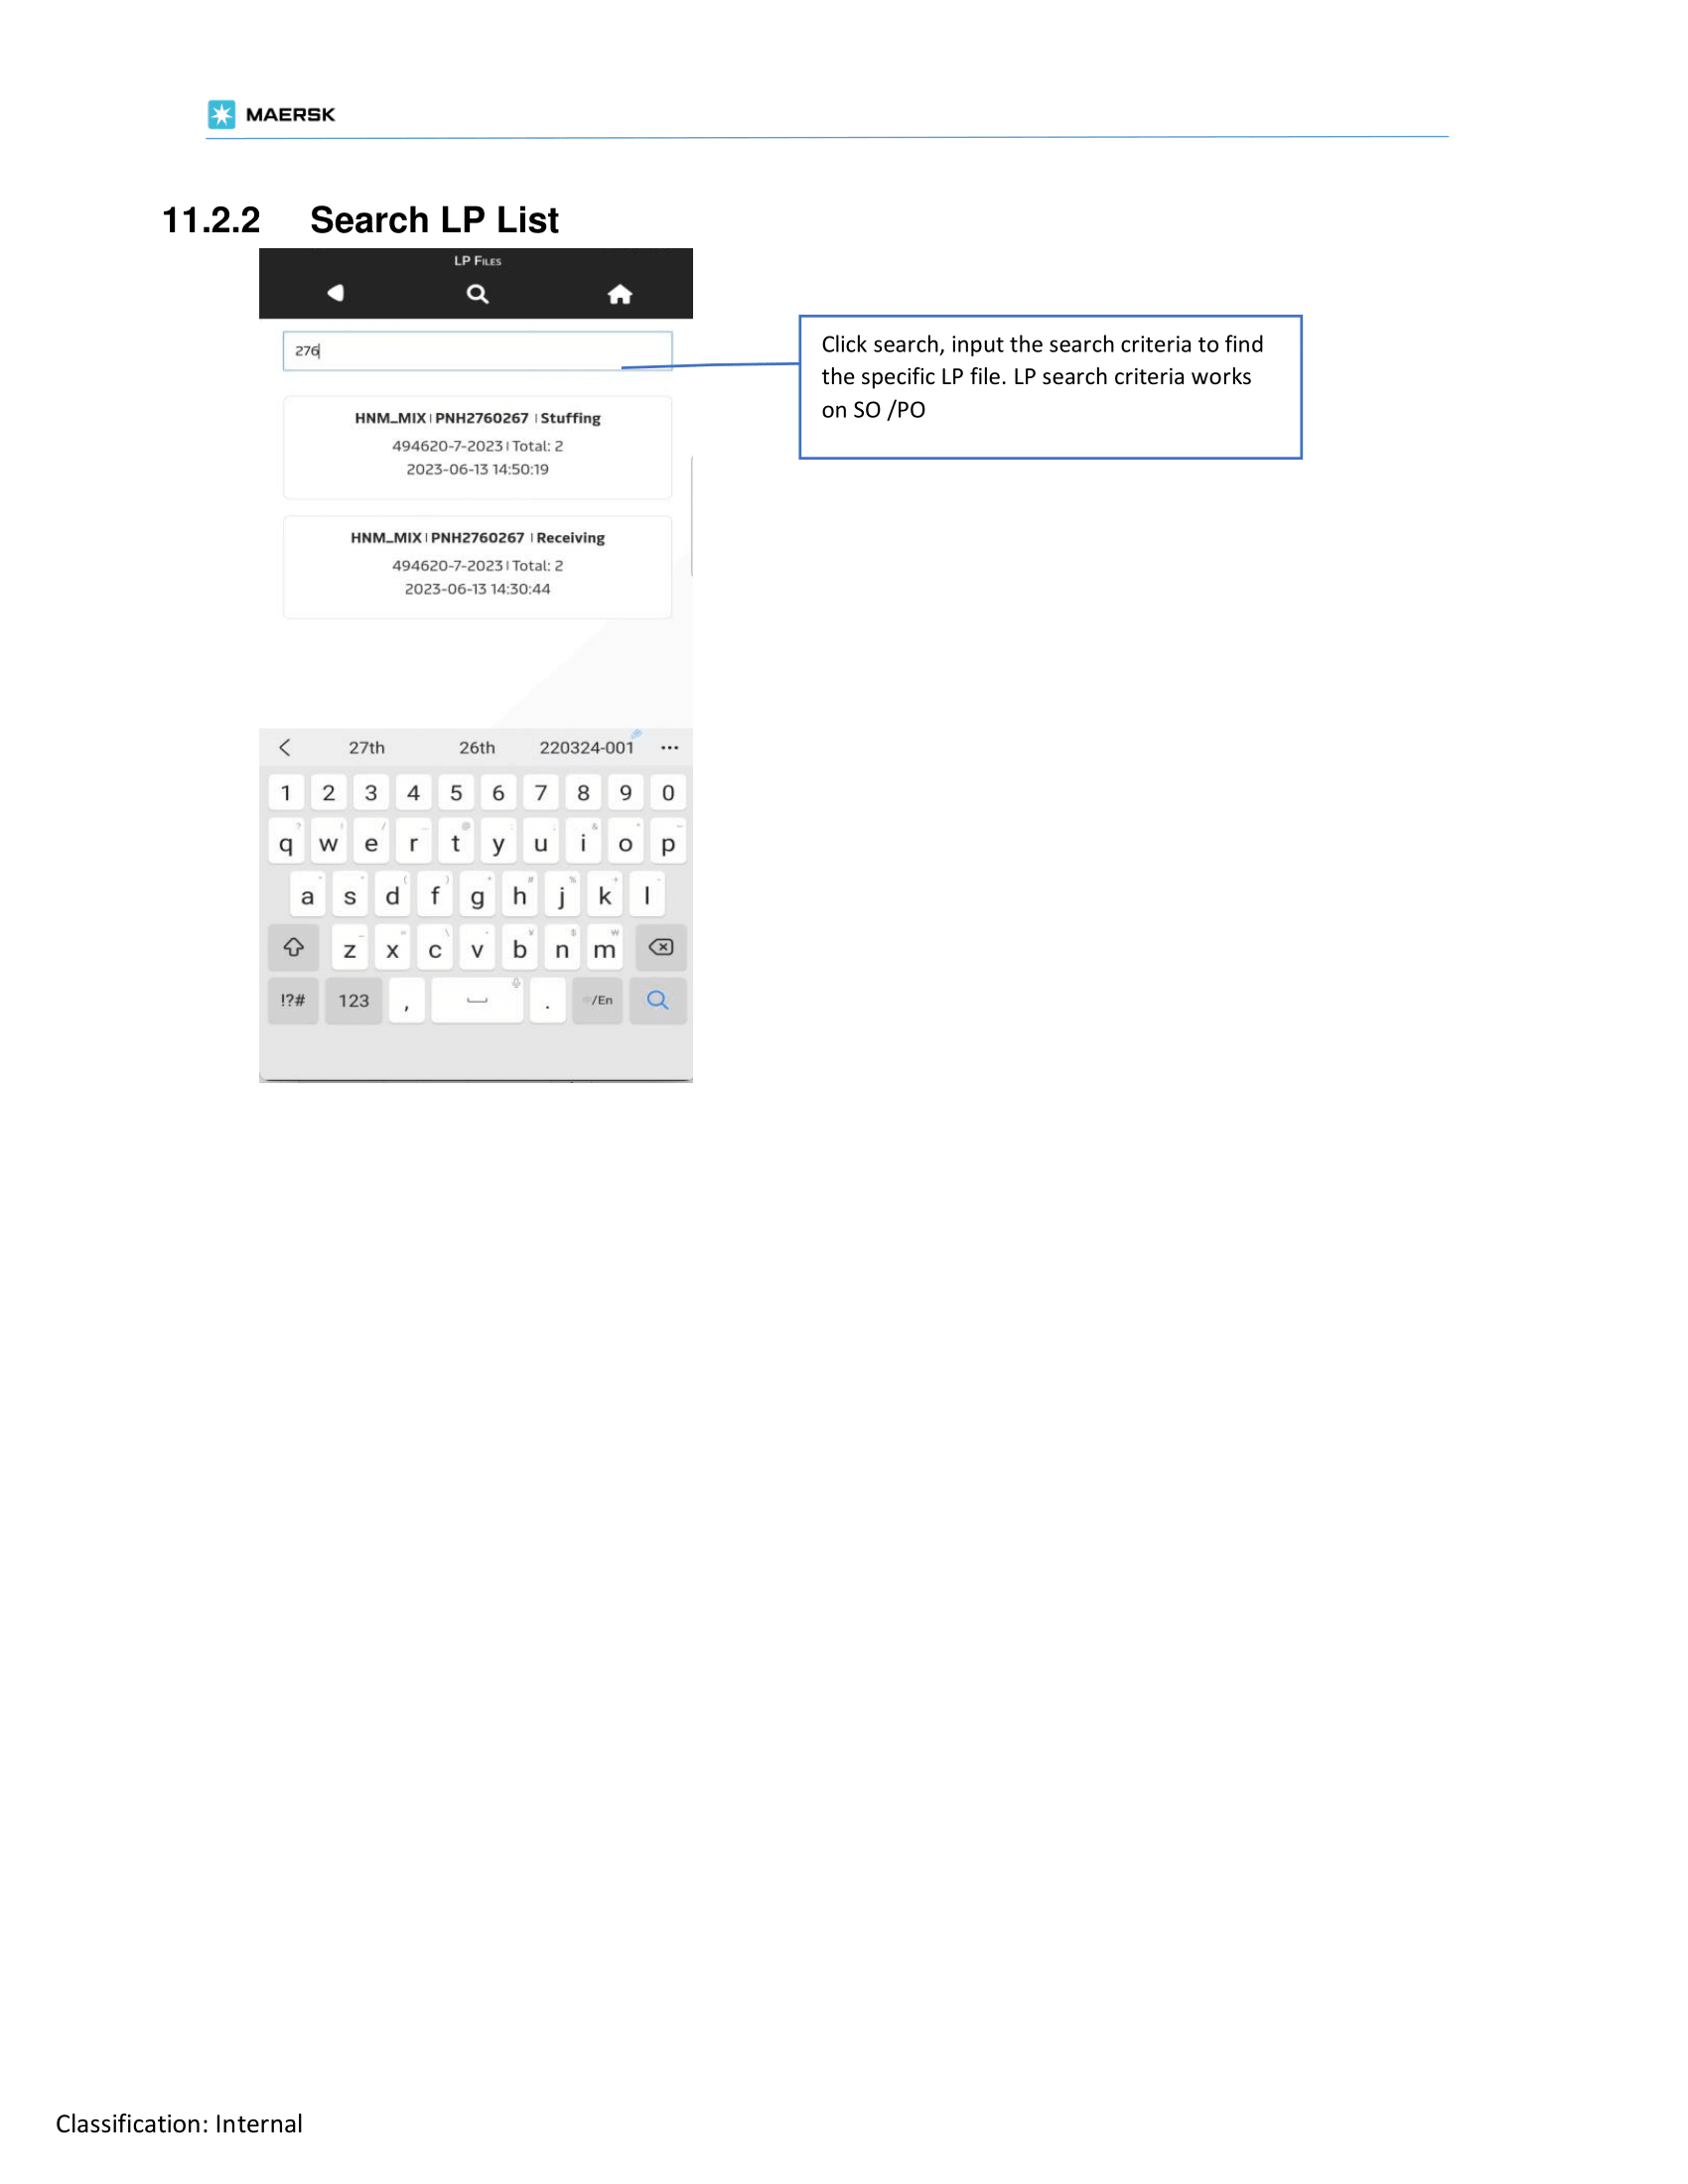 MAERSK
11.2.2 Search LP List
LP FILES
276
Click search, input the search criteria to find
the specific LP file. LP search criteria works
on SO /PO
HNM_MIX | PNH2760267 | Stuffing
494620-7-2023 | Total: 2
2023-06-13 14:50:19
HNM_MIX | PNH2760267 | Receiving
494620-7-2023 | Total: 2
2023-06-13 14:30:44
27th 26th 220324-001 ...
1 2 3 4 5 6 7 8 9 0
q w e r t y u i o p
a s d f g h j k l
z x c v b n m
!?# 123 , . /En
Classification: Internal